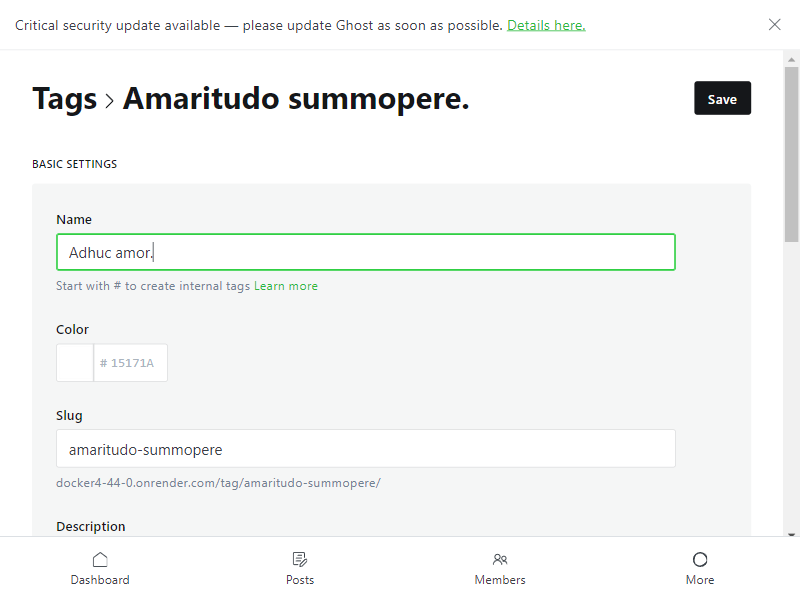 Critical security update available — please update Ghost as soon as possible. Details here.
Tags > Amaritudo summopere.
Save
BASIC SETTINGS
Name
Adhuc amor.
Start with # to create internal tags Learn more
Color
# 15171A
Slug
amaritudo-summopere
docker4-44-0.onrender.com/tag/amaritudo-summopere/
Description
Dashboard
Posts
Members
More